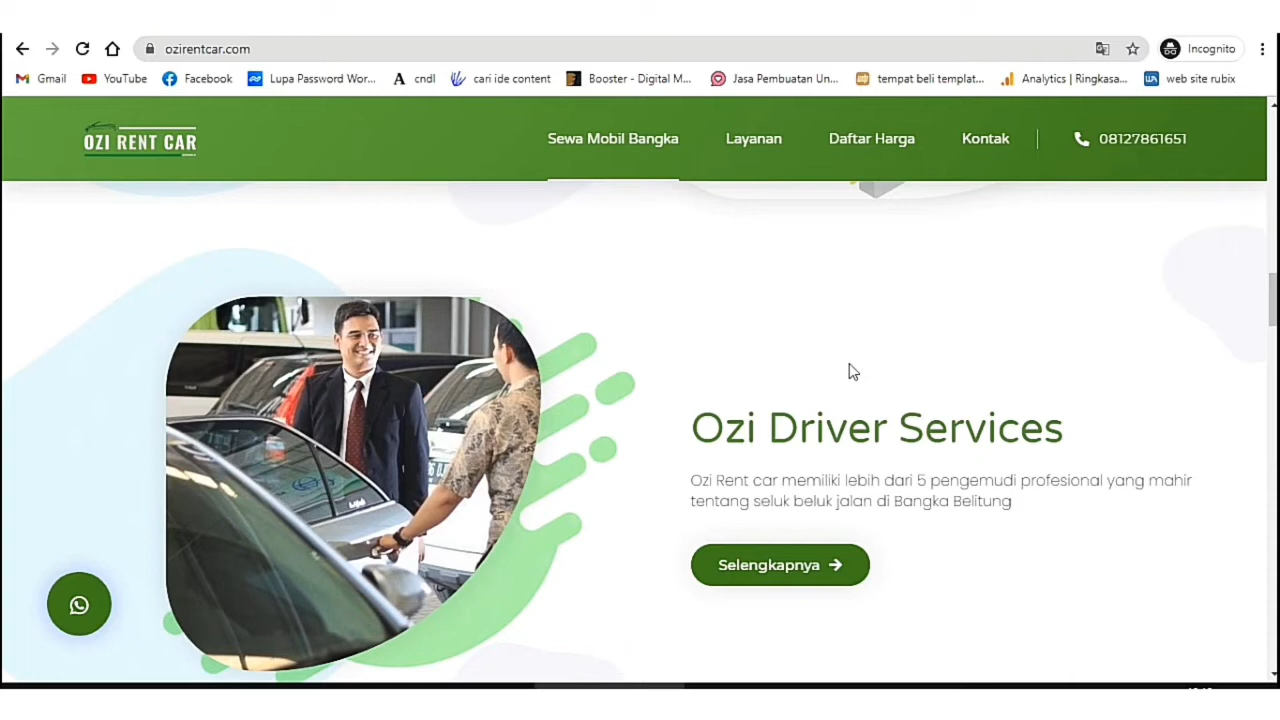 ozirentcar.com
Incognito
Gmail
YouTube
Facebook
Lupa Password Wor...
cndl
cari ide content
Booster - Digital M...
Jasa Pembuatan Un...
tempat beli templat...
Analytics | Ringkasa...
web site rubix
OZI RENT CAR
Sewa Mobil Bangka
Layanan
Daftar Harga
Kontak
08127861651
Ozi Driver Services
Ozi Rent car memiliki lebih dari 5 pengemudi profesional yang mahir
tentang seluk beluk jalan di Bangka Belitung
Selengkapnya